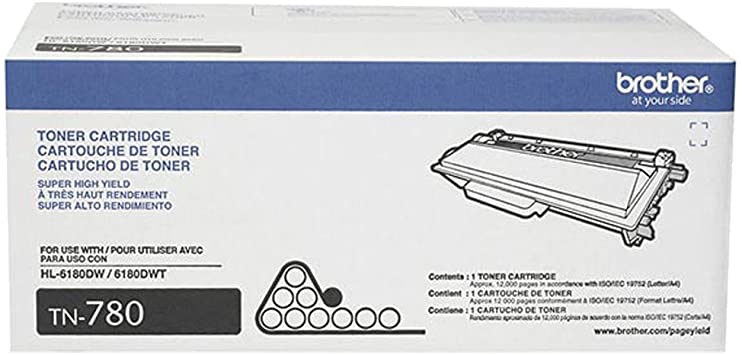 TN-780
brother®
at your side
TONER CARTRIDGE
CARTOUCHE DE TONER
CARTUCHO DE TONER
SUPER HIGH YIELD
À TRÈS HAUT RENDEMENT
SUPER ALTO RENDIMIENTO
brother
FOR USE WITH / POUR UTILISER AVEC
PARA USO CON
HL-6180DW / 6180DWT
TN-780
Contents : 1 TONER CARTRIDGE
Approx. 12,000 pages in accordance with ISO/IEC 19752 (Letter/A4)
Contient : 1 CARTOUCHE DE TONER
Approx 12 000 pages conformément à ISO/IEC 19752 (Format Lettre/A4)
Contiene : 1 CARTUCHO DE TONER
Rendimiento aproximado de 12,000 páginas de acuerdo con la norma ISO/IEC 19752 (Carta/A4)
www.brother.com/pageyield